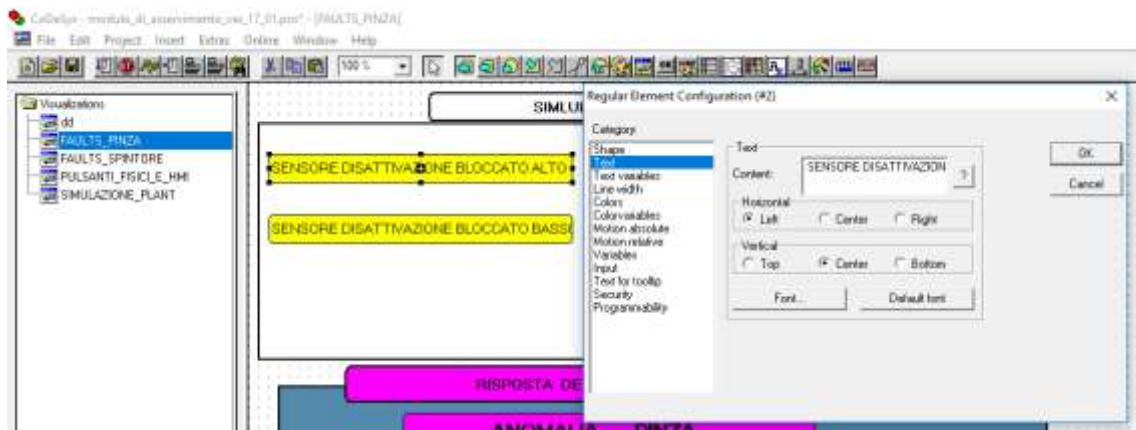 CoDeSys - modulo_di_asservimento_ver_17_01.pro* - [FAULTS_PINZA]
File Edit Project Insert Extras Online Window Help
100 %
Visualizations
dd
FAULTS_PINZA
FAULTS_SPINTORE
PULSANTI_FISICI_E_HMI
SIMULAZIONE_PLANT
SIMLU
SENSORE DISATTIVAZIONE BLOCCATO ALTO
SENSORE DISATTIVAZIONE BLOCCATO BASSO
RISPOSTA DE
ANOMALIA PINZA
Regular Element Configuration (#2)
Category
Shape
Text
Text variables
Line width
Colors
Colorvariables
Motion absolute
Motion relative
Variables
Input
Text for tooltip
Security
Programmability
Text
Content:
SENSORE DISATTIVAZION
?
Horizontal
Left Center Right
Vertical
Top Center Bottom
Font... Default font
OK
Cancel